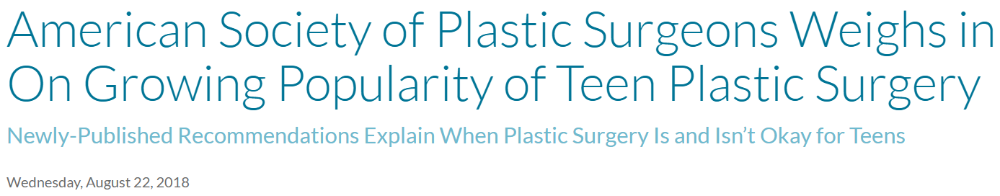 American Society of Plastic Surgeons Weighs in
On Growing Popularity of Teen Plastic Surgery
Newly-Published Recommendations Explain When Plastic Surgery Is and Isn’t Okay for Teens
Wednesday, August 22, 2018